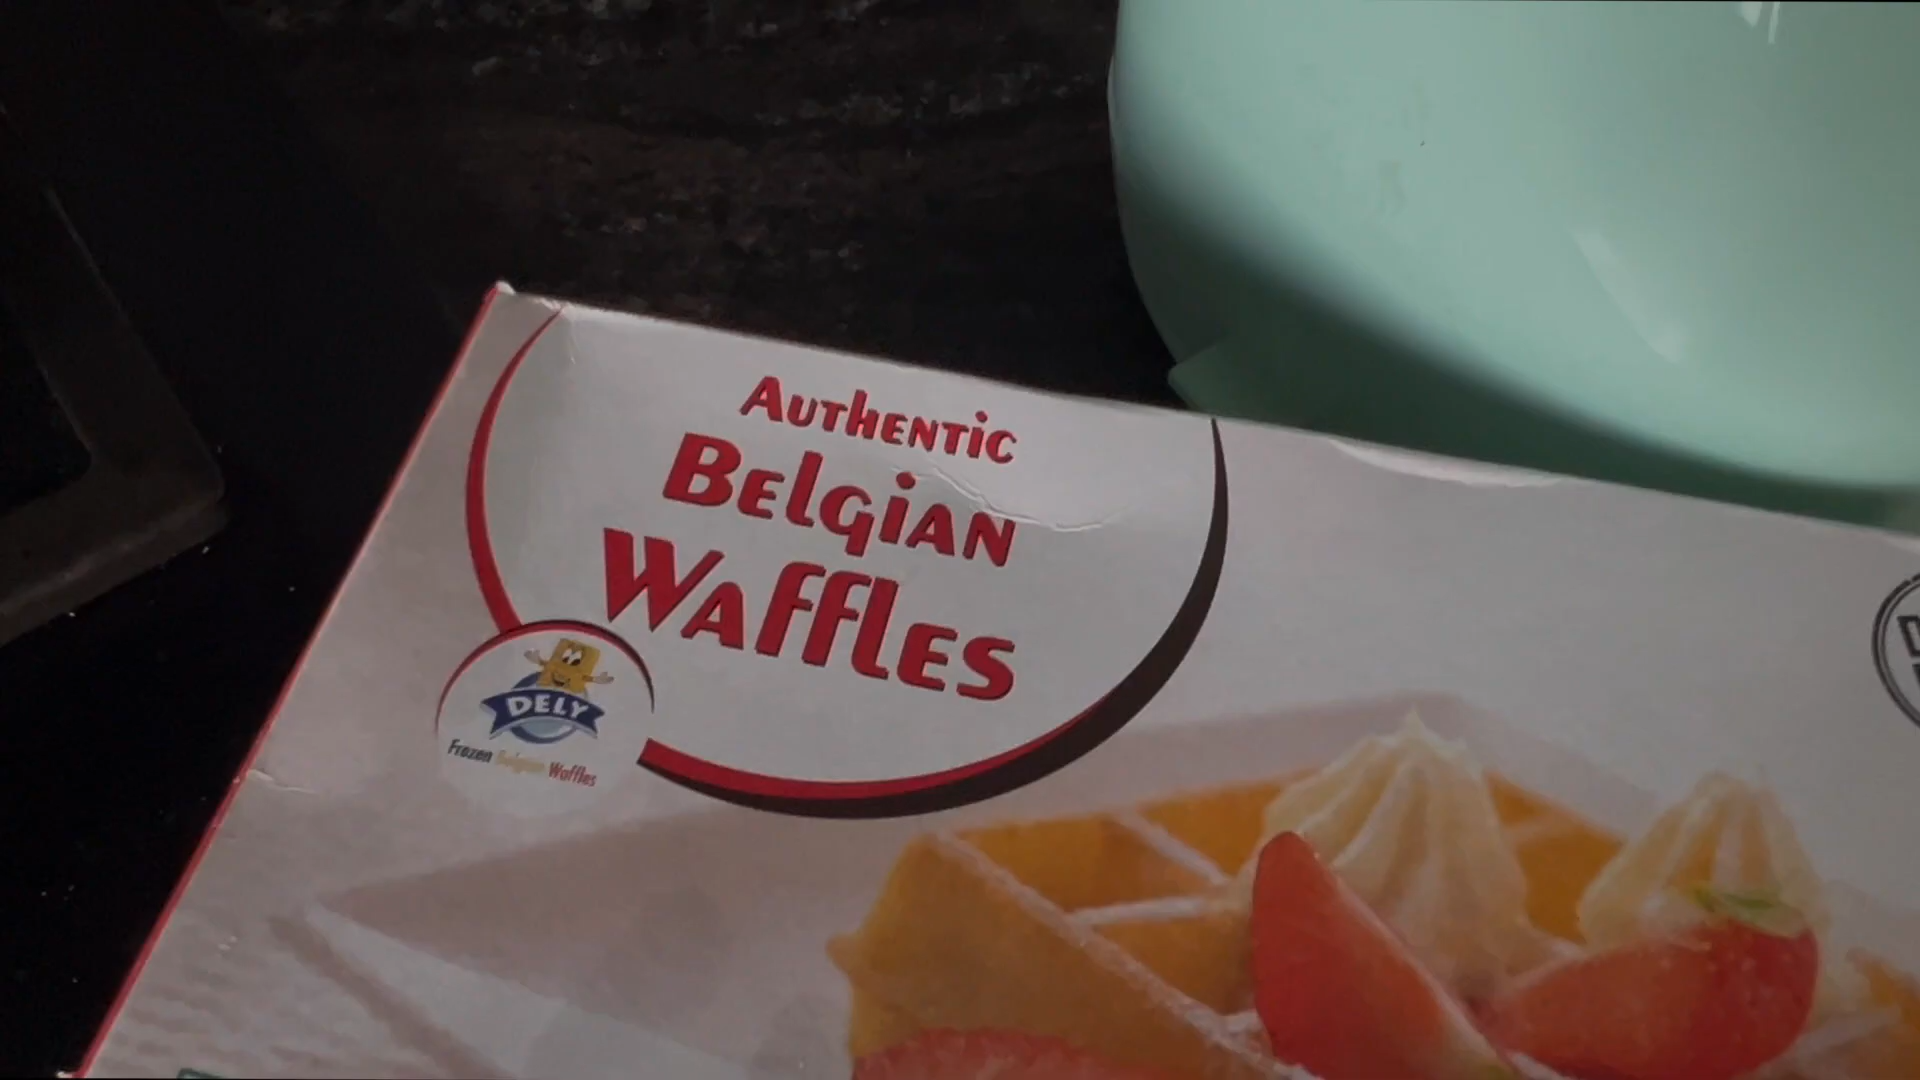 Authentic
Belgian
Waffles
DELY
Frozen Belgian Waffles